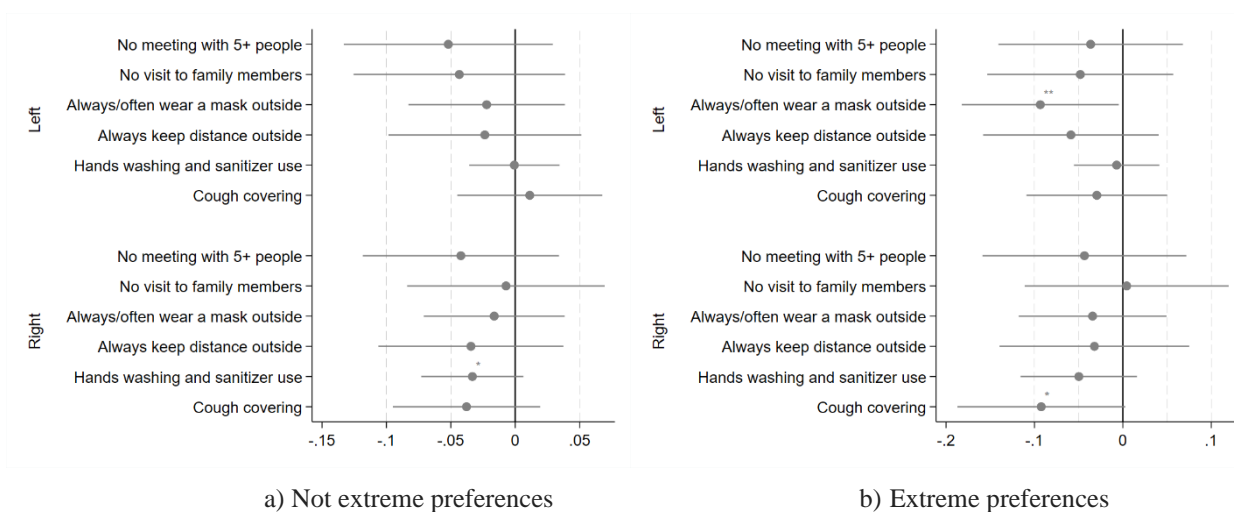 Left
No meeting with 5+ people
No visit to family members
Always/often wear a mask outside
Always keep distance outside
Hands washing and sanitizer use
Cough covering
Right
No meeting with 5+ people
No visit to family members
Always/often wear a mask outside
Always keep distance outside
Hands washing and sanitizer use
*
Cough covering
-.15 -.1 -.05 0 .05
a) Not extreme preferences
Left
No meeting with 5+ people
No visit to family members
Always/often wear a mask outside
**
Always keep distance outside
Hands washing and sanitizer use
Cough covering
Right
No meeting with 5+ people
No visit to family members
Always/often wear a mask outside
Always keep distance outside
Hands washing and sanitizer use
Cough covering
*
-.2 -.1 0 .1
b) Extreme preferences